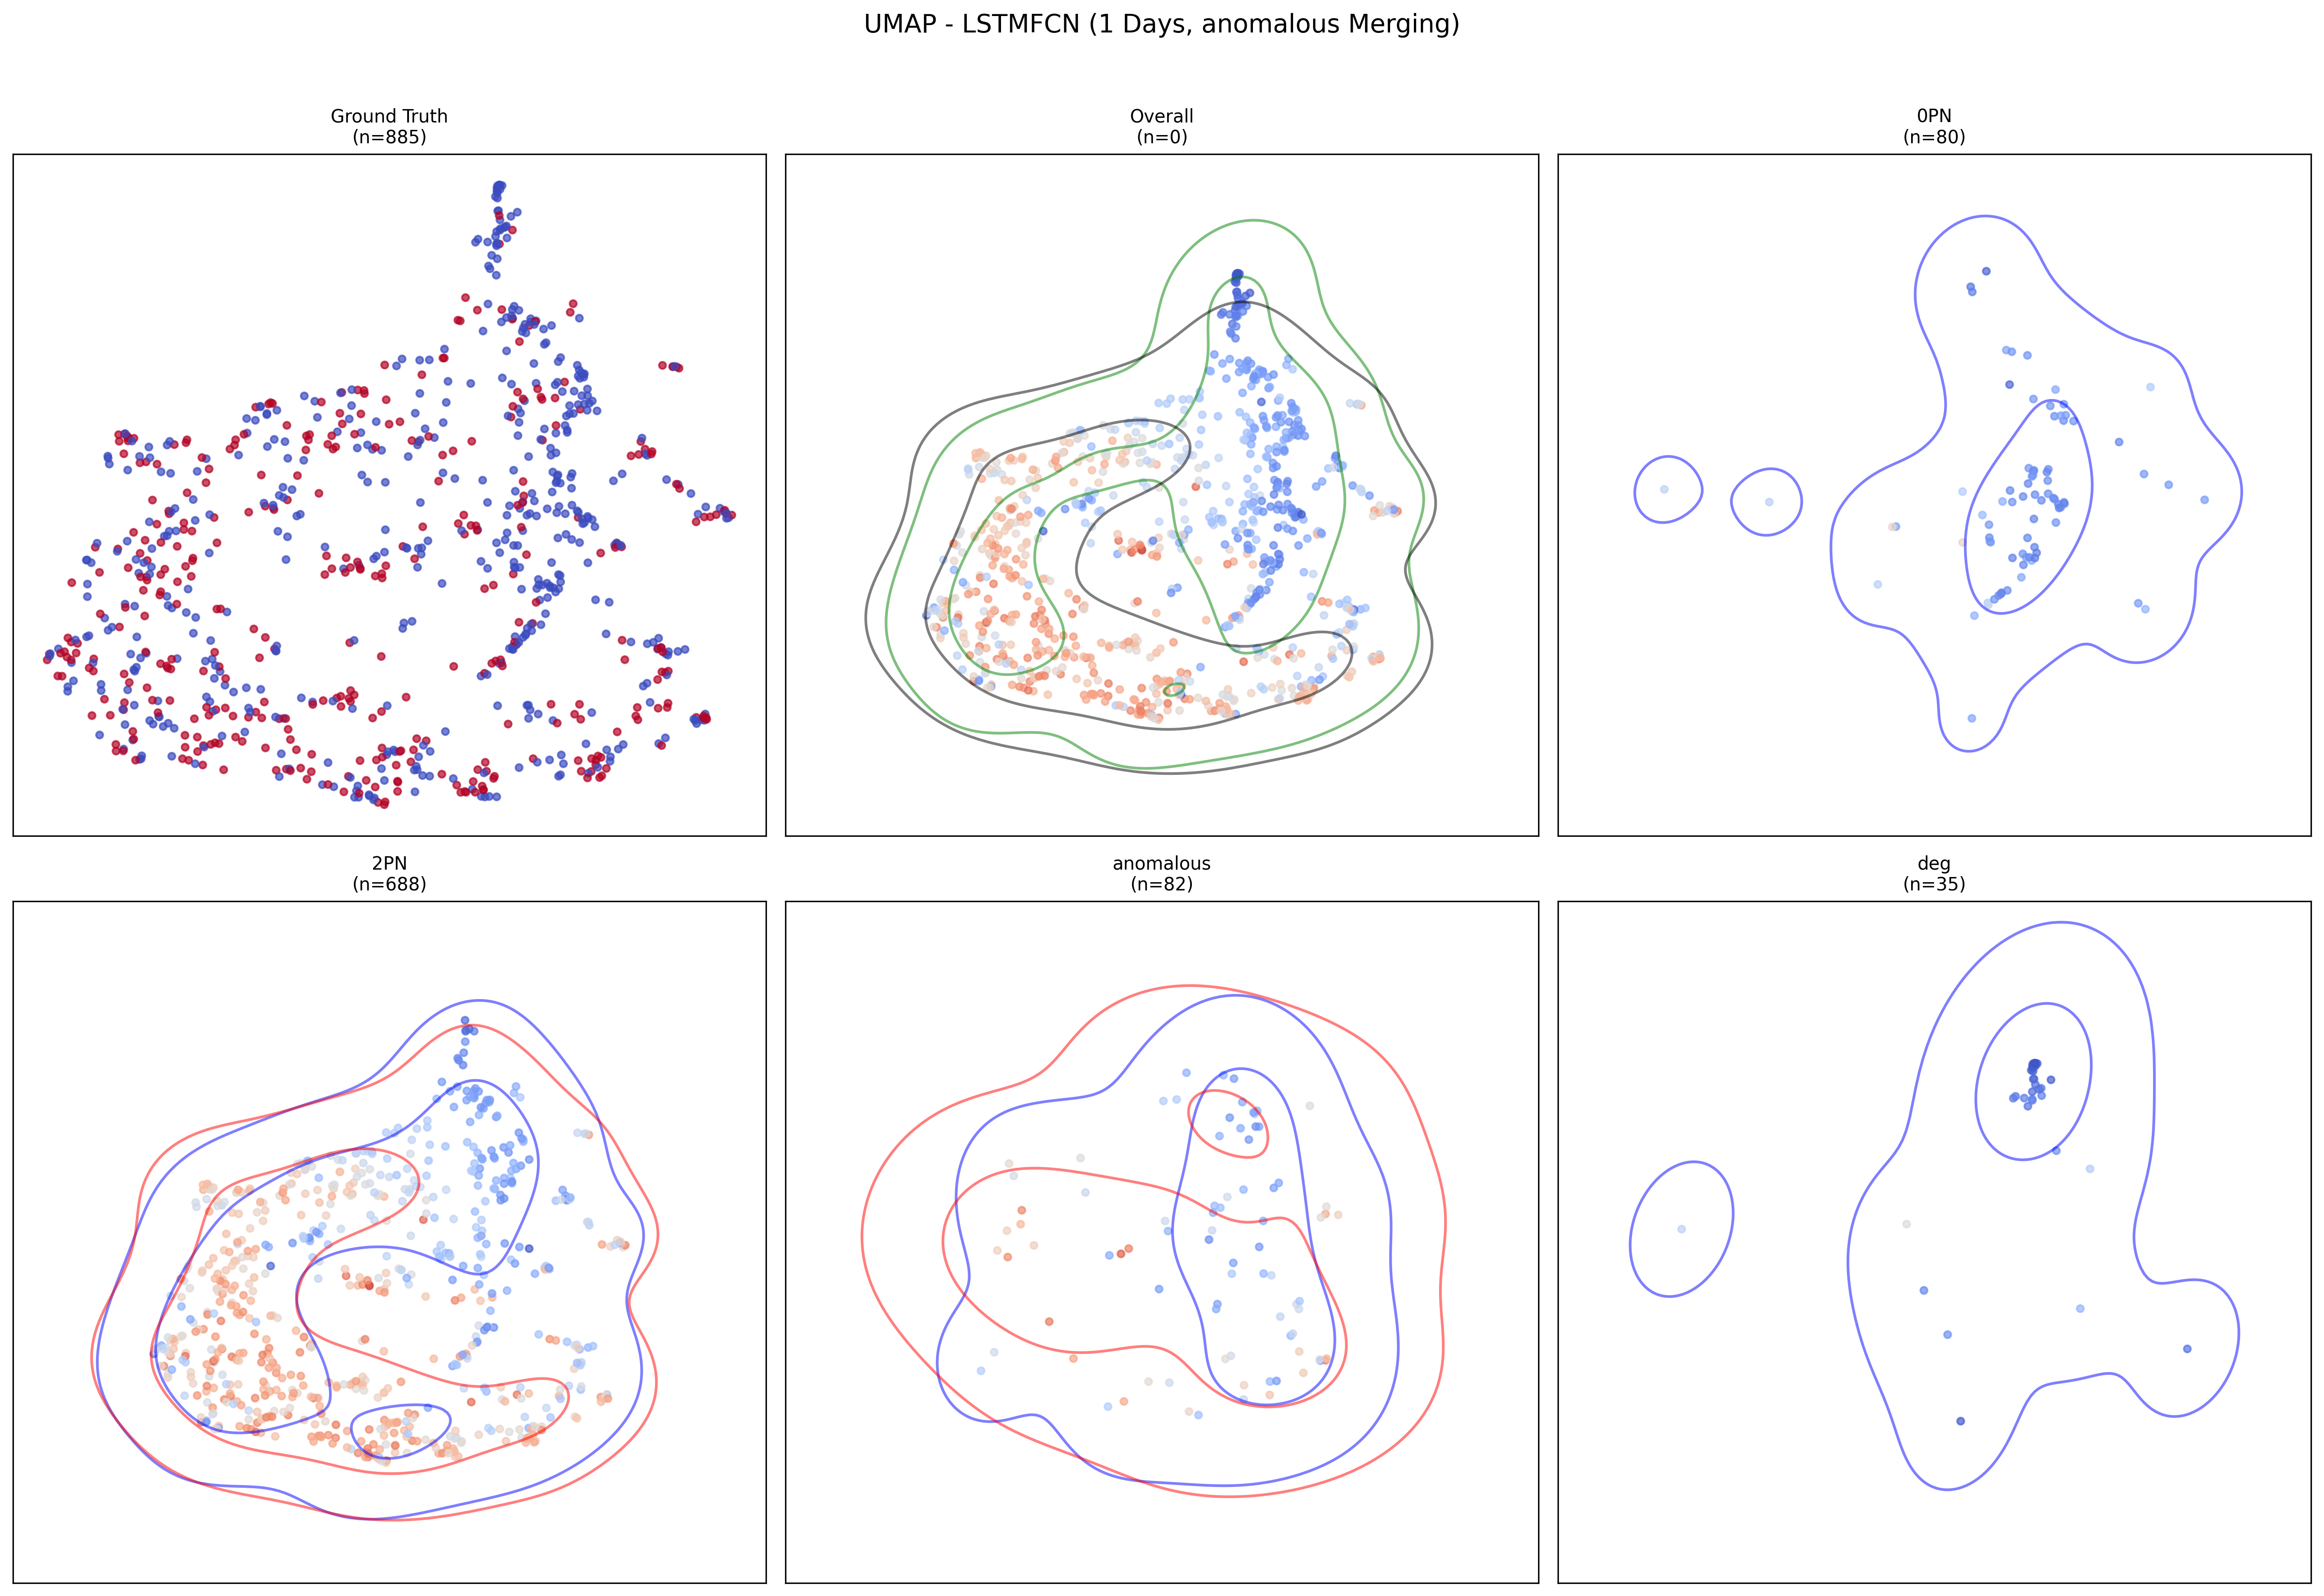 UMAP - LSTMFCN (1 Days, anomalous Merging)
Ground Truth
(n=885)
Overall
(n=0)
0PN
(n=80)
2PN
(n=688)
anomalous
(n=82)
deg
(n=35)